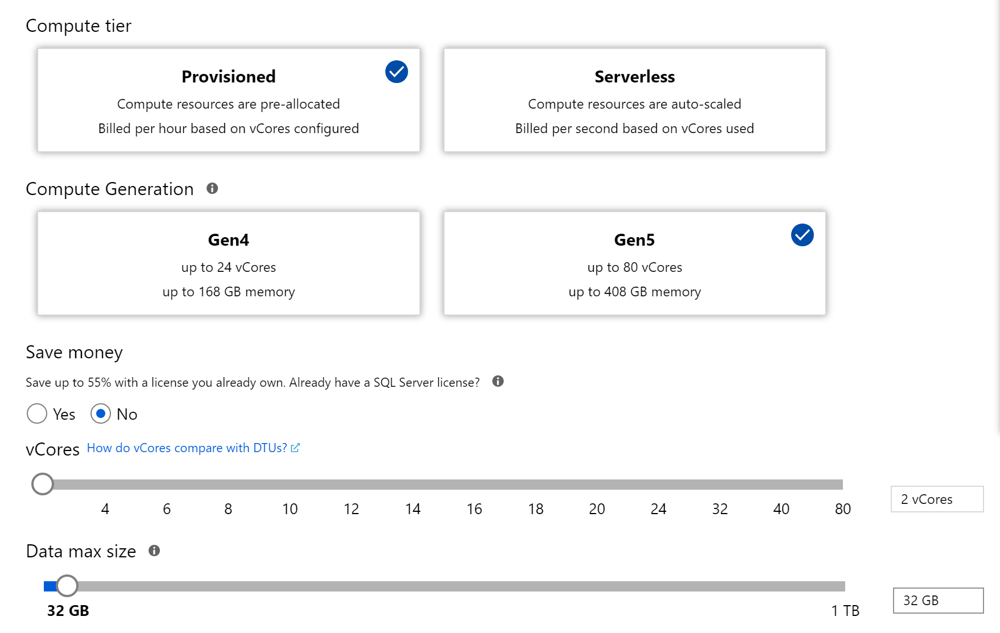 Compute tier
Provisioned
Compute resources are pre-allocated
Billed per hour based on vCores configured
Serverless
Compute resources are auto-scaled
Billed per second based on vCores used
Compute Generation
Gen4
up to 24 vCores
up to 168 GB memory
Gen5
up to 80 vCores
up to 408 GB memory
Save money
Save up to 55% with a license you already own. Already have a SQL Server license?
Yes No
vCores How do vCores compare with DTUs?
4 6 8 10 12 14 16 18 20 24 32 40 80
2 vCores
Data max size
32 GB
1 TB
32 GB